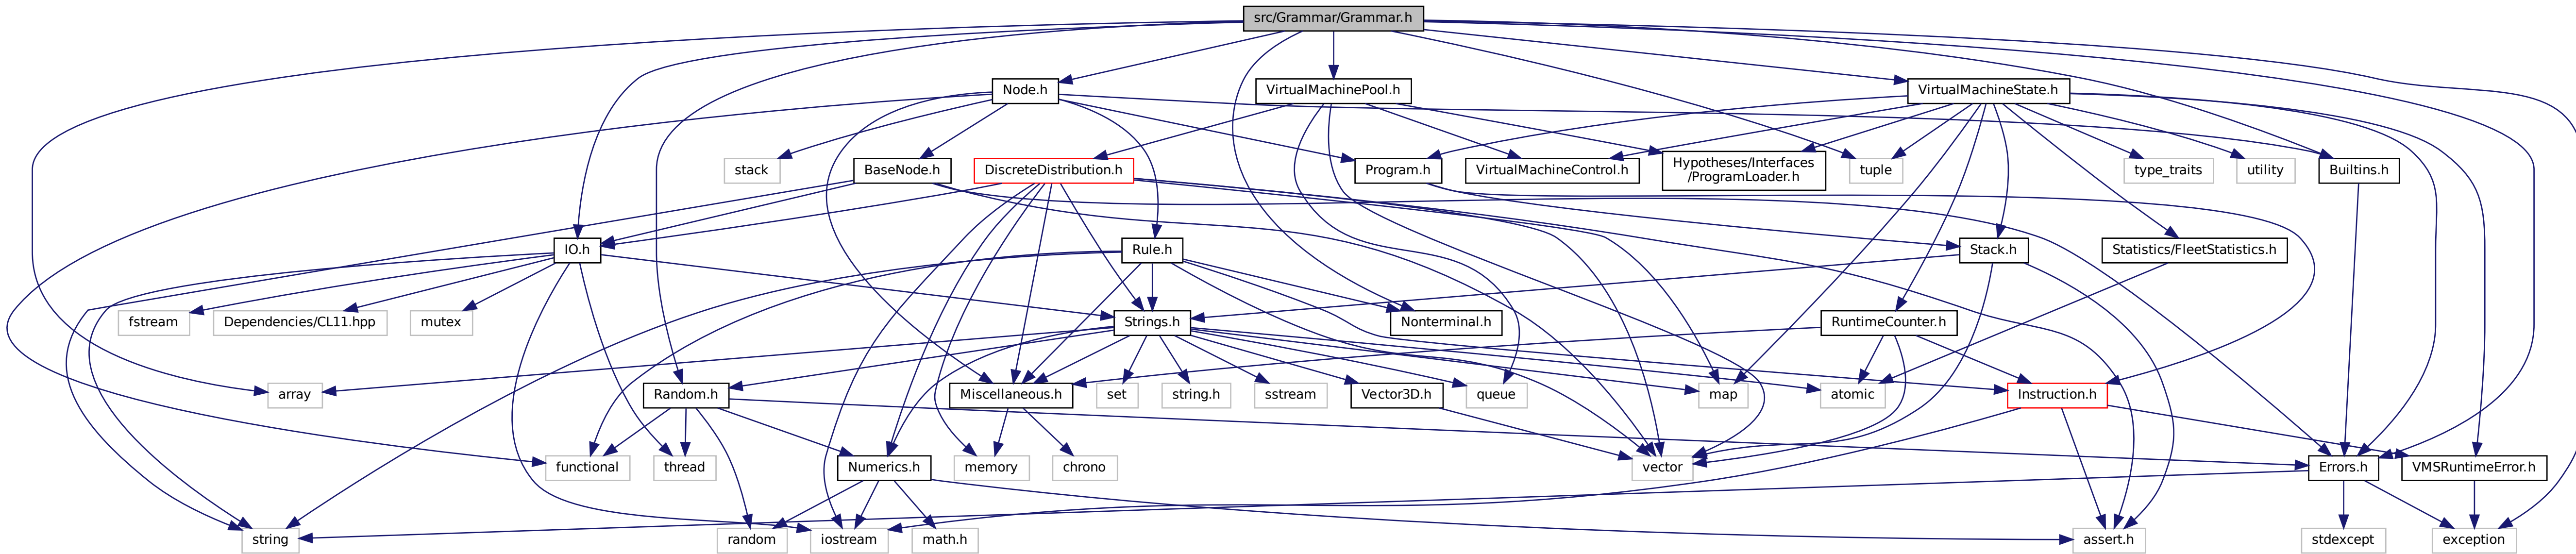 src/Grammar/Grammar.h
Node.h
VirtualMachinePool.h
VirtualMachineState.h
stack
BaseNode.h
DiscreteDistribution.h
Program.h
VirtualMachineControl.h
Hypotheses/Interfaces
/ProgramLoader.h
tuple
type_traits
utility
Builtins.h
IO.h
Rule.h
Stack.h
Statistics/FleetStatistics.h
fstream
Dependencies/CL11.hpp
mutex
Strings.h
Nonterminal.h
RuntimeCounter.h
array
Random.h
Miscellaneous.h
set
string.h
sstream
Vector3D.h
queue
map
atomic
Instruction.h
functional
thread
Numerics.h
memory
chrono
vector
Errors.h
VMSRuntimeError.h
string
random
iostream
math.h
assert.h
stdexcept
exception